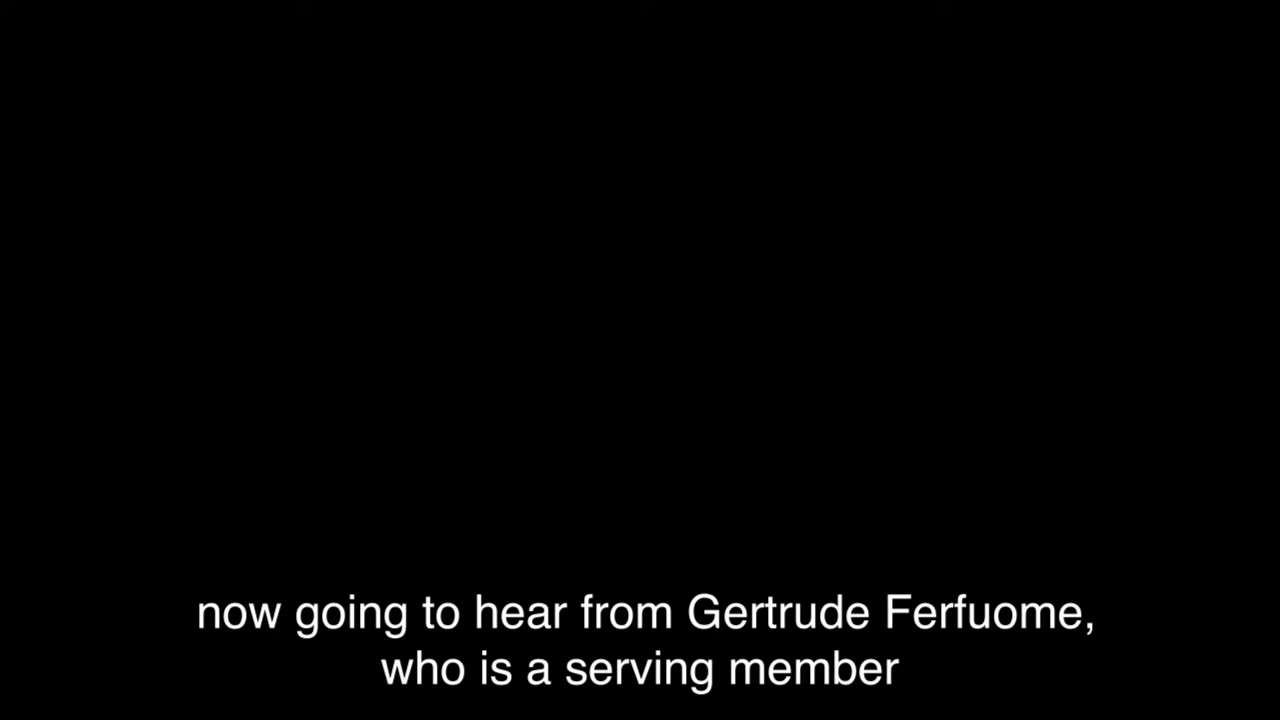 now going to hear from Gertrude Ferfuome,
who is a serving member